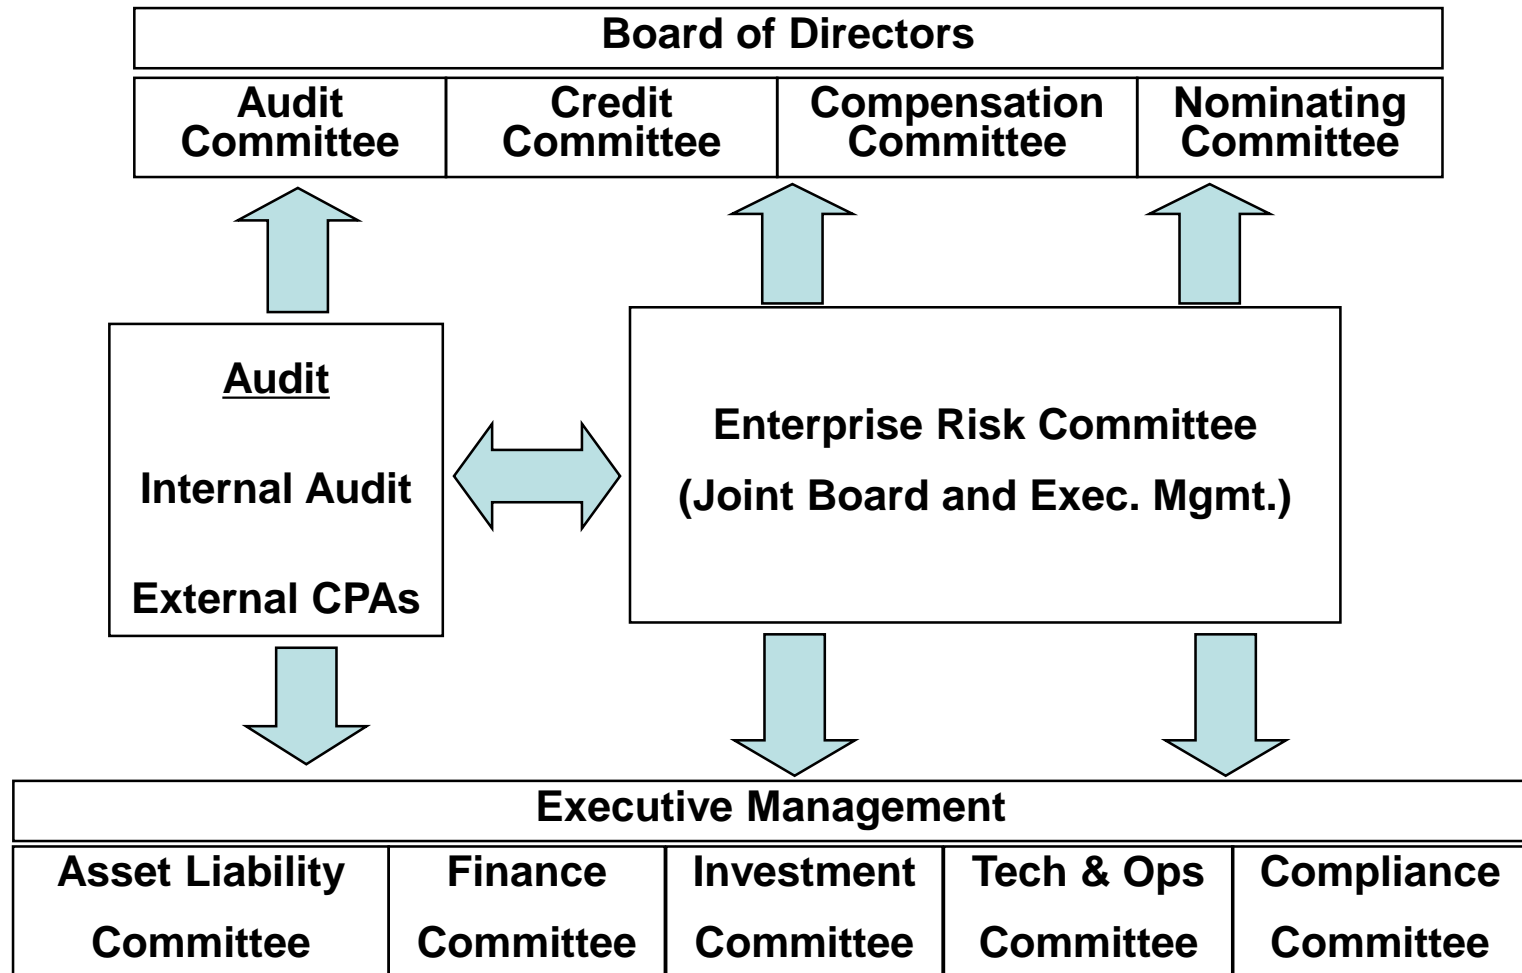 Board of Directors
Audit
Committee
Credit
Committee
Compensation
Committee
Nominating
Committee
Audit
Internal Audit
External CPAs
Enterprise Risk Committee
(Joint Board and Exec. Mgmt.)
Executive Management
Asset Liability
Committee
Finance
Committee
Investment
Committee
Tech & Ops
Committee
Compliance
Committee